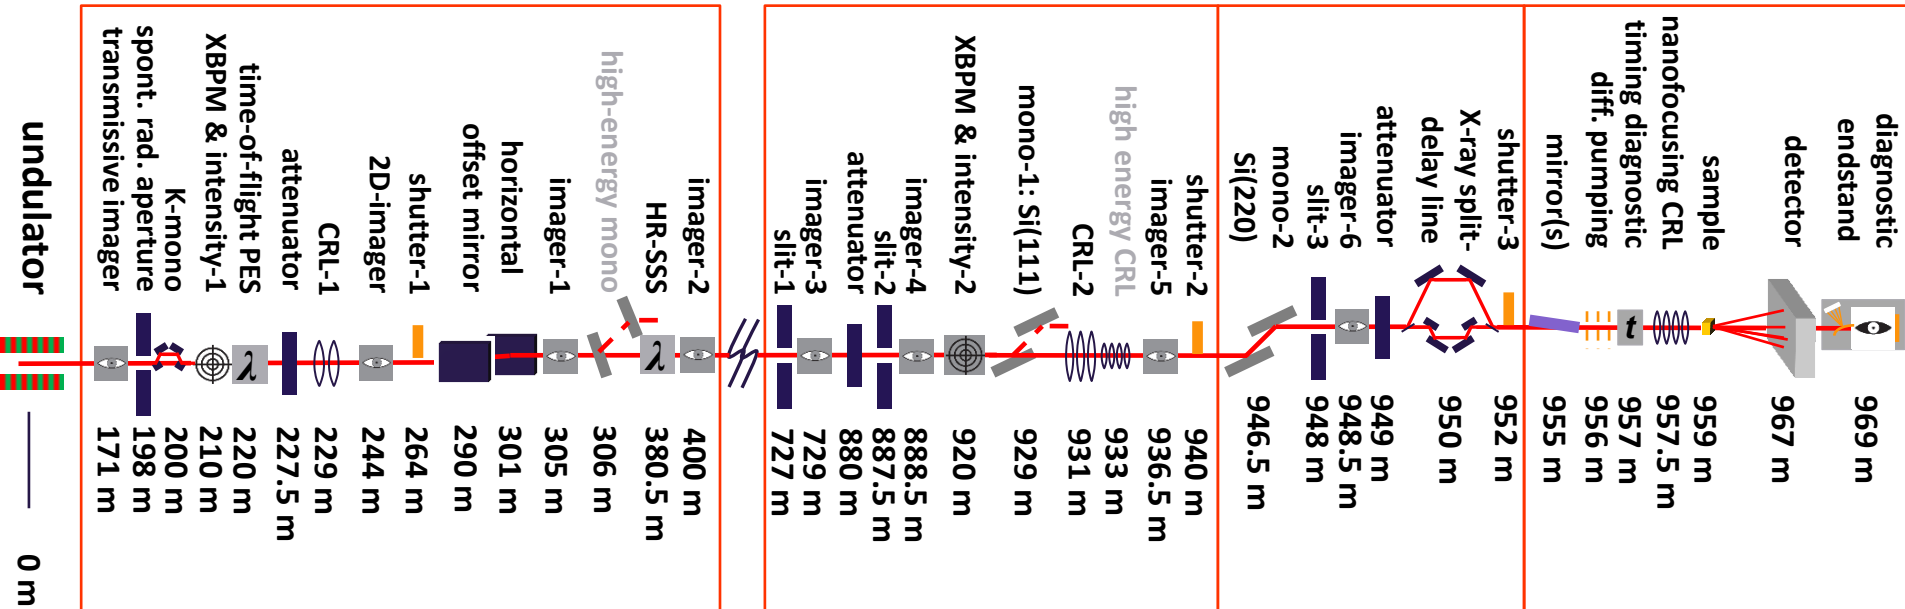 undulator
0 m
transmissive imager
171 m
spont. rad. aperture
198 m
K-mono
200 m
XBPM & intensity-1
210 m
time-of-flight PES
220 m
λ
attenuator
227.5 m
CRL-1
229 m
2D-imager
244 m
shutter-1
264 m
offset mirror
290 m
horizontal
301 m
imager-1
305 m
high-energy mono
306 m
HR-SSS
380.5 m
λ
imager-2
400 m
slit-1
727 m
imager-3
729 m
attenuator
880 m
slit-2
887.5 m
imager-4
888.5 m
XBPM & intensity-2
920 m
mono-1: Si(111)
929 m
CRL-2
931 m
high energy CRL
933 m
imager-5
936.5 m
shutter-2
940 m
mono-2
Si(220)
946.5 m
slit-3
948 m
imager-6
948.5 m
attenuator
949 m
X-ray split-
delay line
950 m
shutter-3
952 m
mirror(s)
955 m
diff. pumping
956 m
timing diagnostic
957 m
t
nanofocusing CRL
957.5 m
sample
959 m
detector
967 m
diagnostic
endstand
969 m